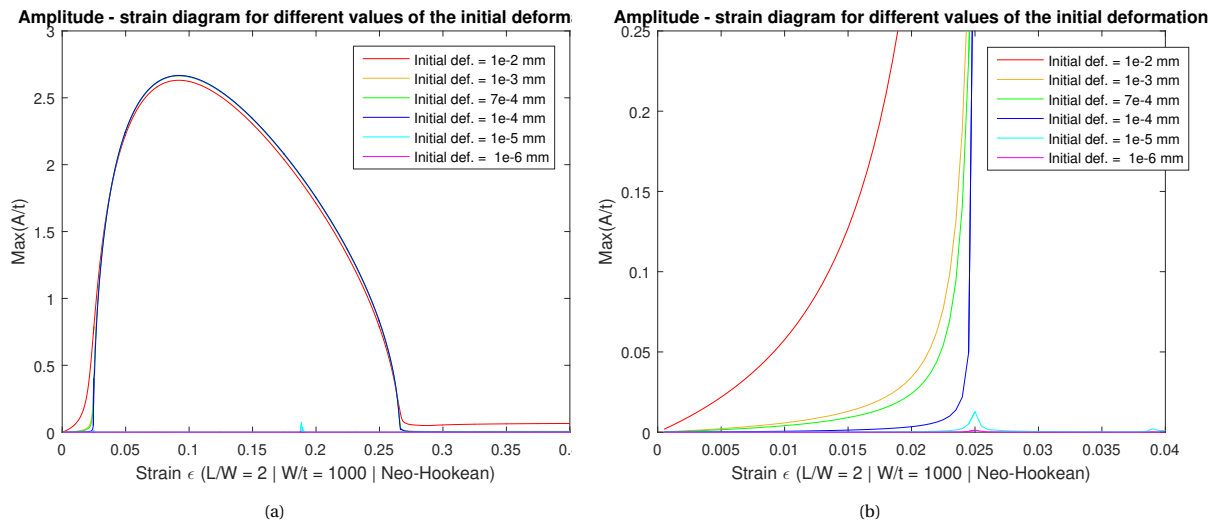 Amplitude - strain diagram for different values of the initial deforma
3
2.5
2
1.5
1
0.5
0
Max(A/t)
Initial def. = 1e-2 mm
Initial def. = 1e-3 mm
Initial def. = 7e-4 mm
Initial def. = 1e-4 mm
Initial def. = 1e-5 mm
Initial def. =  1e-6 mm
0 0.05 0.1 0.15 0.2 0.25 0.3 0.35 0.4
Strain ϵ (L/W = 2 | W/t = 1000 | Neo-Hookean)
(a)
Amplitude - strain diagram for different values of the initial deformation
0.25
0.2
0.15
0.1
0.05
0
Max(A/t)
Initial def. = 1e-2 mm
Initial def. = 1e-3 mm
Initial def. = 7e-4 mm
Initial def. = 1e-4 mm
Initial def. = 1e-5 mm
Initial def. =  1e-6 mm
0 0.005 0.01 0.015 0.02 0.025 0.03 0.035 0.04
Strain ϵ (L/W = 2 | W/t = 1000 | Neo-Hookean)
(b)